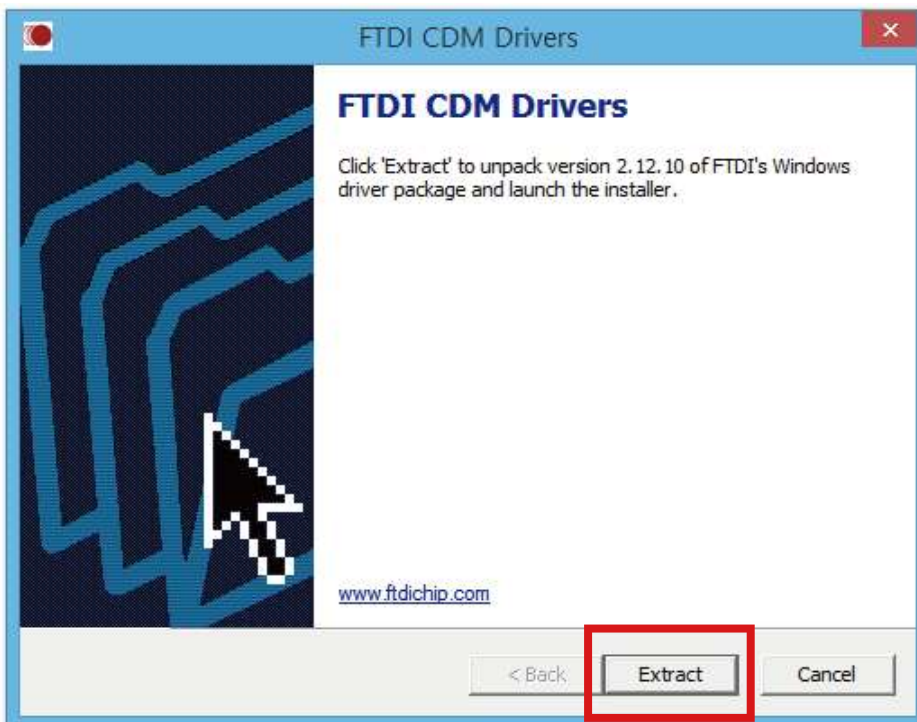 FTDI CDM Drivers
FTDI CDM Drivers
Click 'Extract' to unpack version 2.12.10 of FTDI's Windows
driver package and launch the installer.
www.ftdichip.com
< Back Extract Cancel